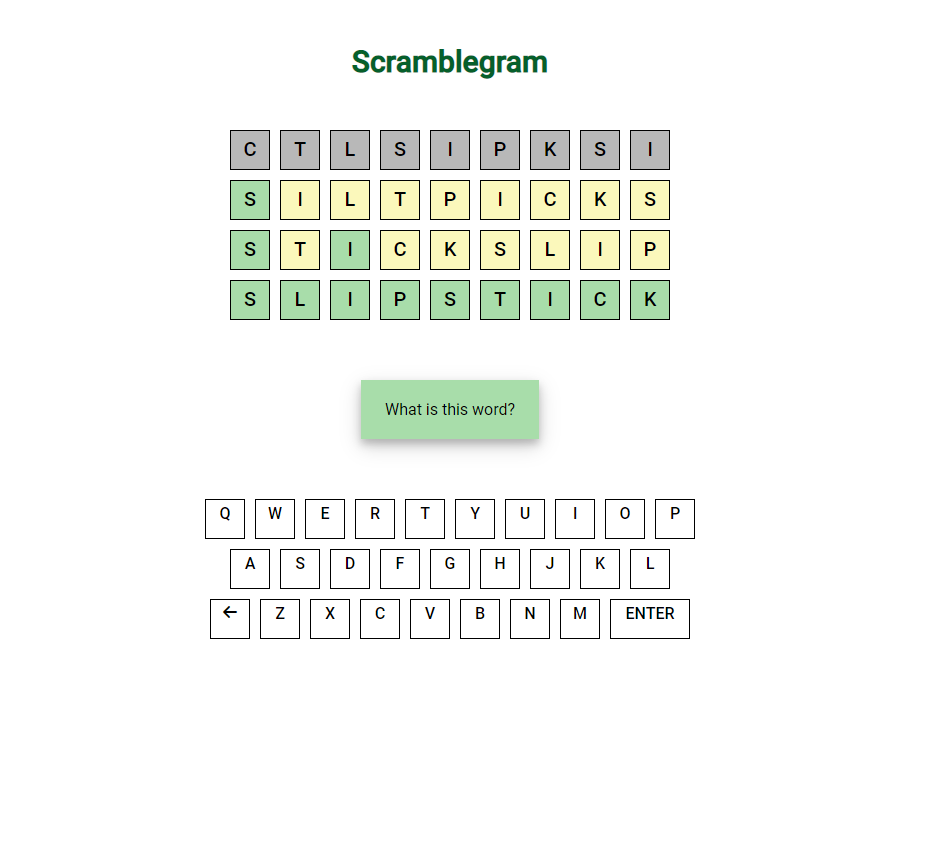 Scramblegram
C T L S I P K S I
S I L T P I C K S
S T I C K S L I P
S L I P S T I C K
What is this word?
Q W E R T Y U I O P
A S D F G H J K L
← Z X C V B N M ENTER